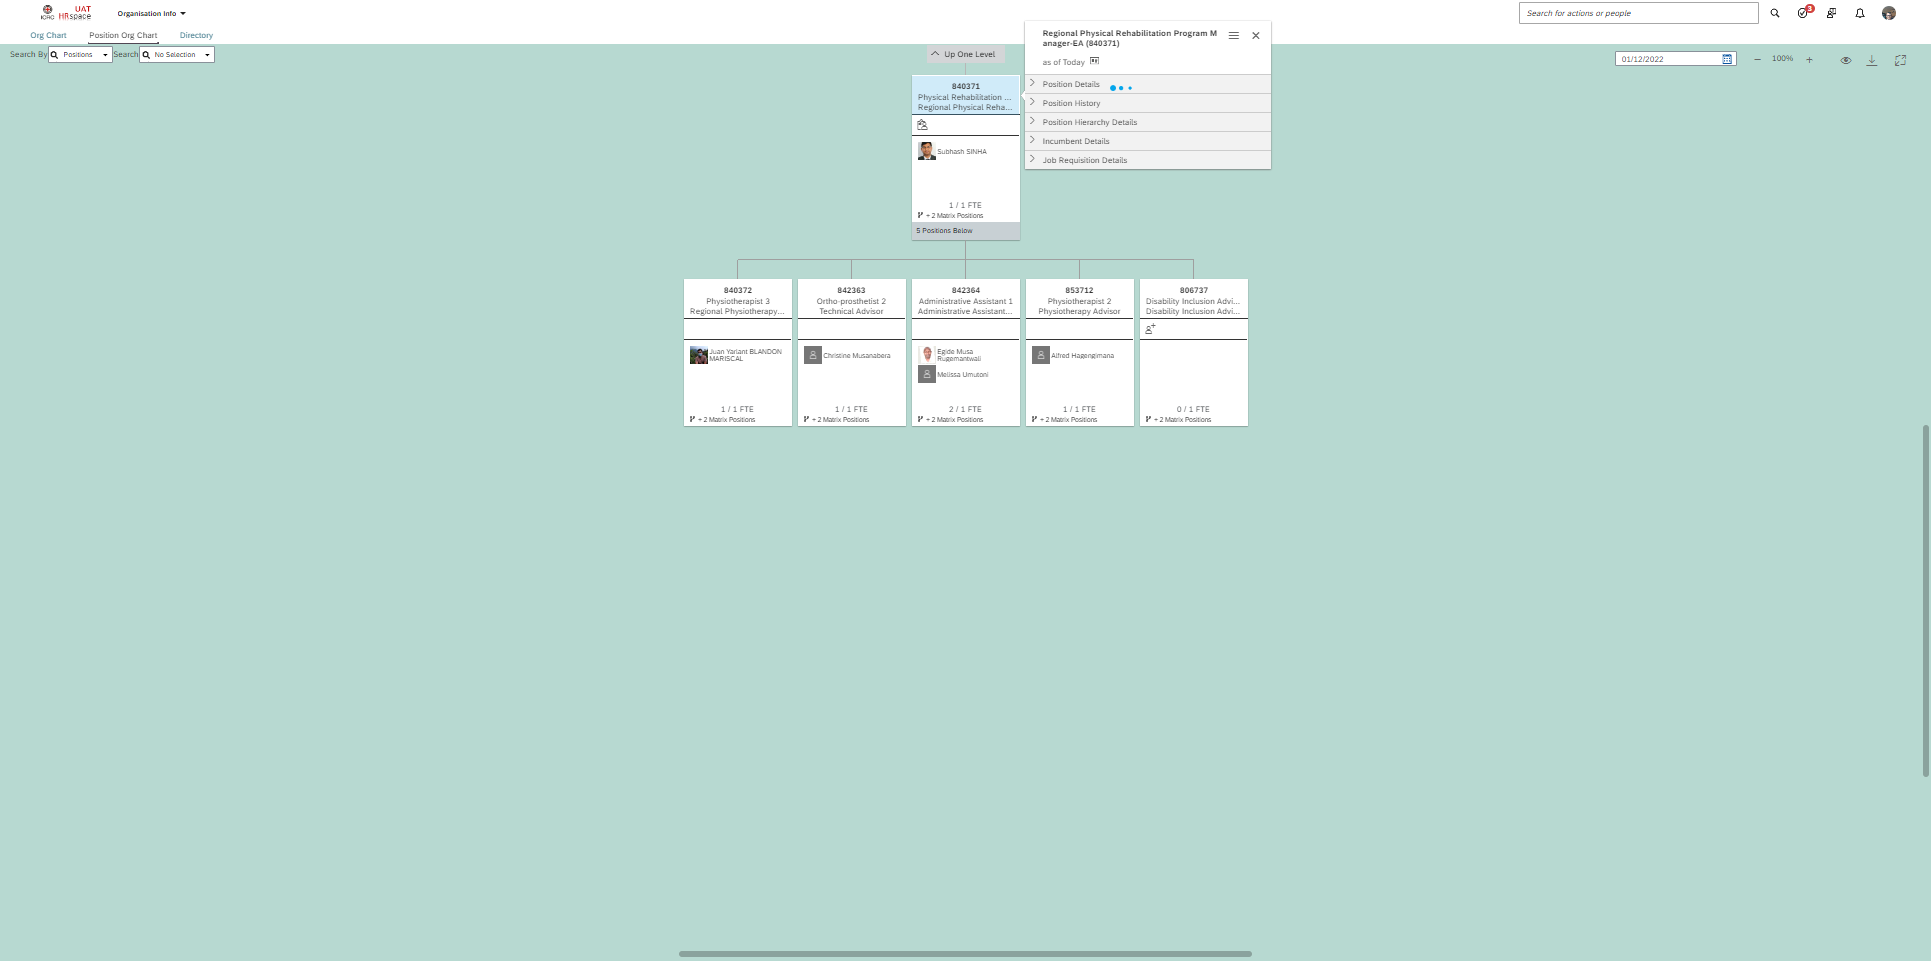 ICRC
UAT
HRspace
Organisation Info
Search for actions or people
3
Org Chart
Position Org Chart
Directory
Search By
Positions
Search
No Selection
Up One Level
01/12/2022
100%
Regional Physical Rehabilitation Program M
anager-EA (840371)
as of Today
Position Details
Position History
Position Hierarchy Details
Incumbent Details
Job Requisition Details
840371
Physical Rehabilitation ...
Regional Physical Reha...
Subhash SINHA
1 / 1 FTE
+ 2 Matrix Positions
5 Positions Below
840372
Physiotherapist 3
Regional Physiotherapy...
Juan Yariant BLANDON
MARISCAL
1 / 1 FTE
+ 2 Matrix Positions
842363
Ortho-prosthetist 2
Technical Advisor
Christine Musanabera
1 / 1 FTE
+ 2 Matrix Positions
842364
Administrative Assistant 1
Administrative Assistant...
Egide Musa
Rugemantwali
Melissa Umutoni
2 / 1 FTE
+ 2 Matrix Positions
853712
Physiotherapist 2
Physiotherapy Advisor
Alfred Hagengimana
1 / 1 FTE
+ 2 Matrix Positions
806737
Disability Inclusion Advi...
Disability Inclusion Advi...
0 / 1 FTE
+ 2 Matrix Positions